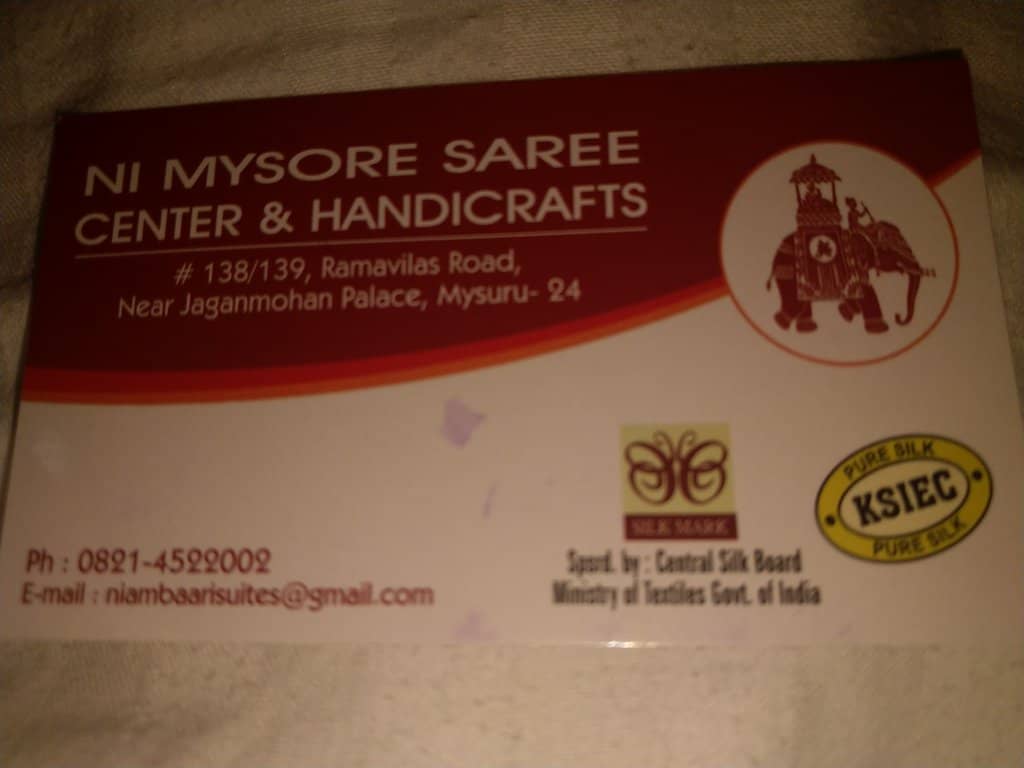 NI MYSORE SAREE
CENTER & HANDICRAFTS
# 138/139, Ramavilas Road,
Near Jaganmohan Palace, Mysuru- 24
SILK MARK
PURE SILK
KSIEC
PURE SILK
Ph : 0821-4522002
E-mail : niambaarisuites@gmail.com
Spsrd. by : Central Silk Board
Ministry of Textiles Govt. of India